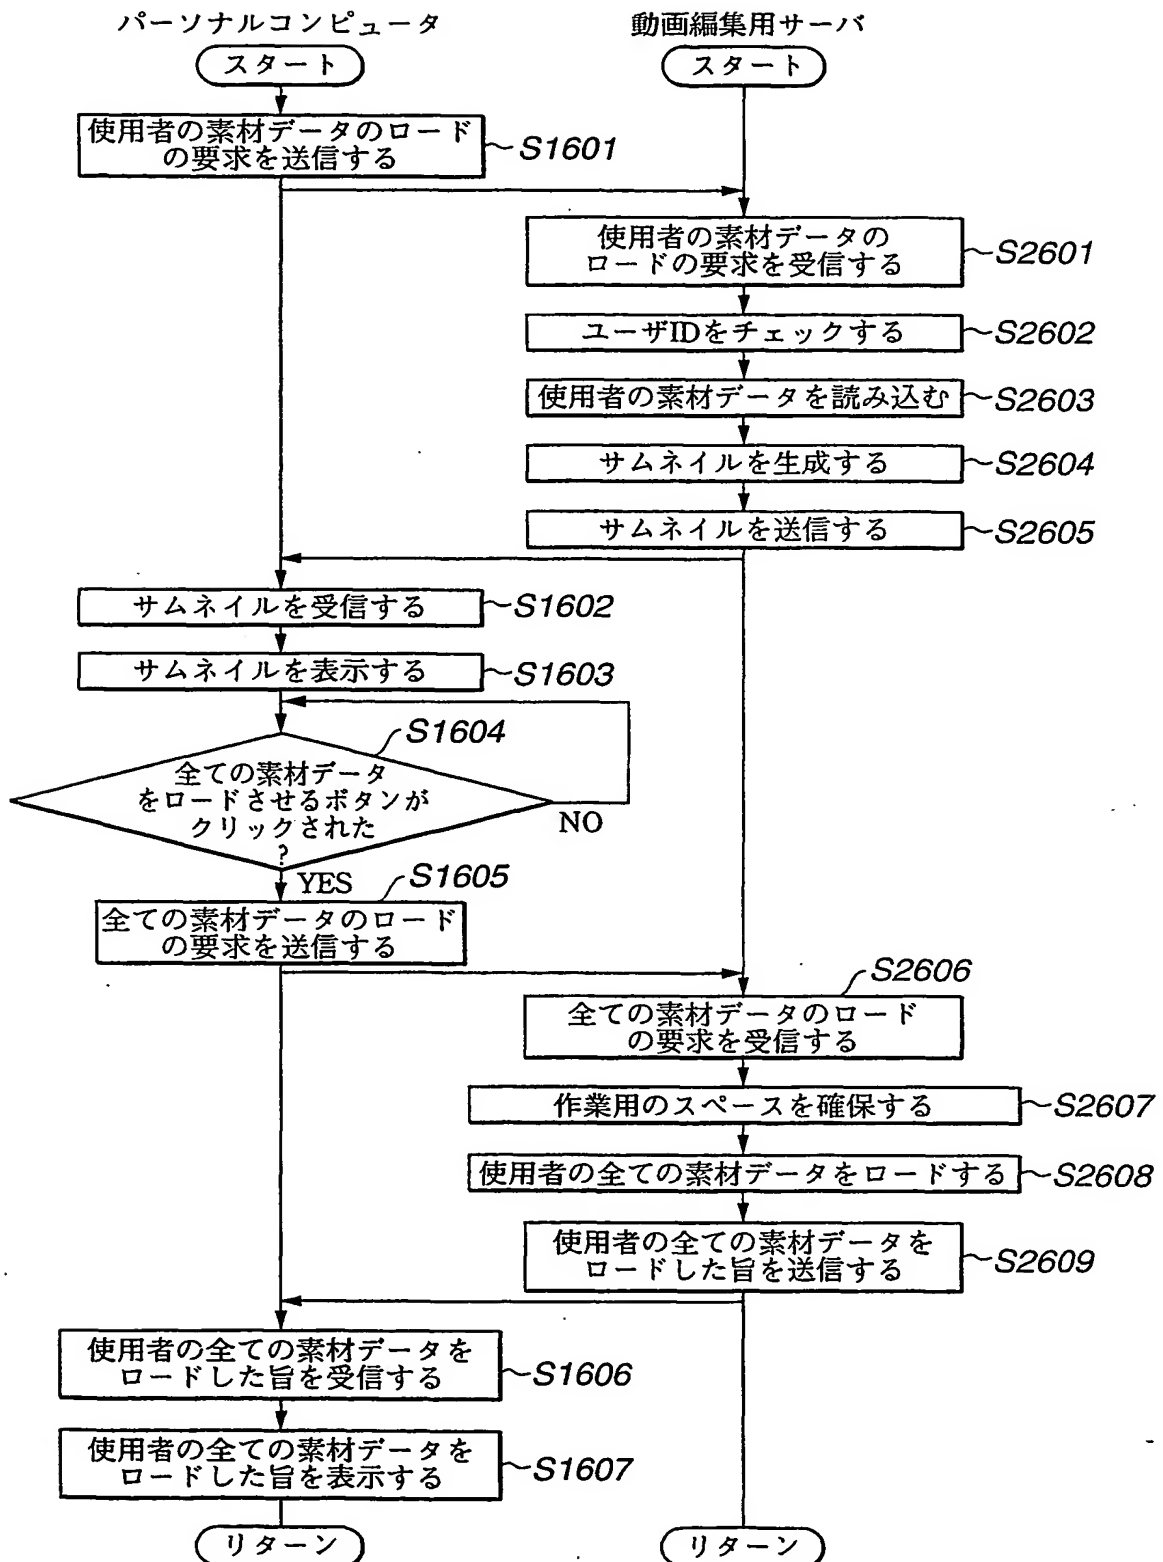 パーソナルコンピュータ
動画編集用サーバ
スタート
スタート
使用者の素材データのロード
の要求を送信する
S1601
使用者の素材データの
ロードの要求を受信する
S2601
ユーザIDをチェックする
S2602
使用者の素材データを読み込む
S2603
サムネイルを生成する
S2604
サムネイルを送信する
S2605
サムネイルを受信する
S1602
サムネイルを表示する
S1603
S1604
全ての素材データ
をロードさせるボタンが
クリックされた
?
NO
YES
S1605
全ての素材データのロード
の要求を送信する
S2606
全ての素材データのロード
の要求を受信する
作業用のスペースを確保する
S2607
使用者の全ての素材データをロードする
S2608
使用者の全ての素材データを
ロードした旨を送信する
S2609
使用者の全ての素材データを
ロードした旨を受信する
S1606
使用者の全ての素材データを
ロードした旨を表示する
S1607
リターン
リターン